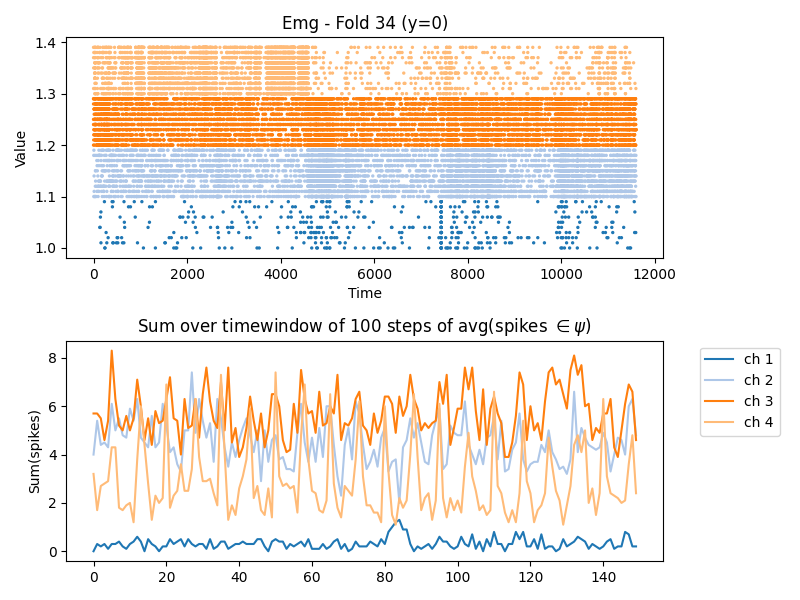 Emg - Fold 34 (y=0)
1.4
1.3
1.2
1.1
1.0
Value
0 2000 4000 6000 8000 10000 12000
Time
Sum over timewindow of 100 steps of avg(spikes ∈ψ)
8
6
4
2
0
Sum(spikes)
0 20 40 60 80 100 120 140
ch 1
ch 2
ch 3
ch 4